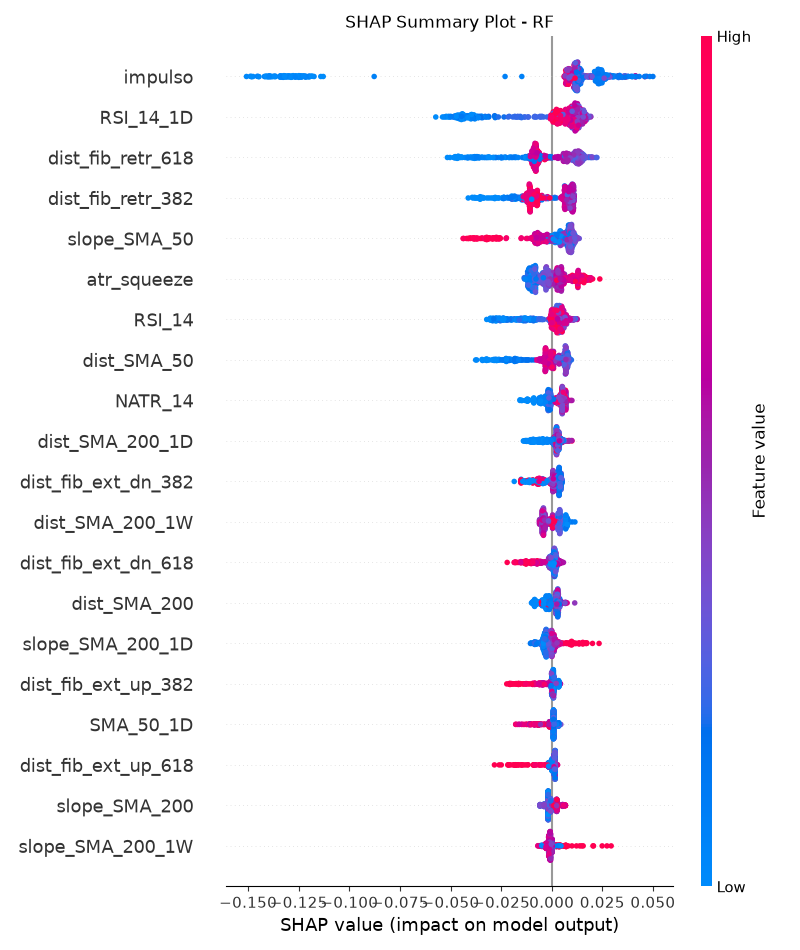 SHAP Summary Plot - RF
High
impulso
RSI_14_1D
dist_fib_retr_618
dist_fib_retr_382
slope_SMA_50
atr_squeeze
RSI_14
dist_SMA_50
NATR_14
dist_SMA_200_1D
dist_fib_ext_dn_382
dist_SMA_200_1W
dist_fib_ext_dn_618
dist_SMA_200
slope_SMA_200_1D
dist_fib_ext_up_382
SMA_50_1D
dist_fib_ext_up_618
slope_SMA_200
slope_SMA_200_1W
Feature value
Low
−0.150 −0.125 −0.100 −0.075 −0.050 −0.025 0.000 0.025 0.050
SHAP value (impact on model output)